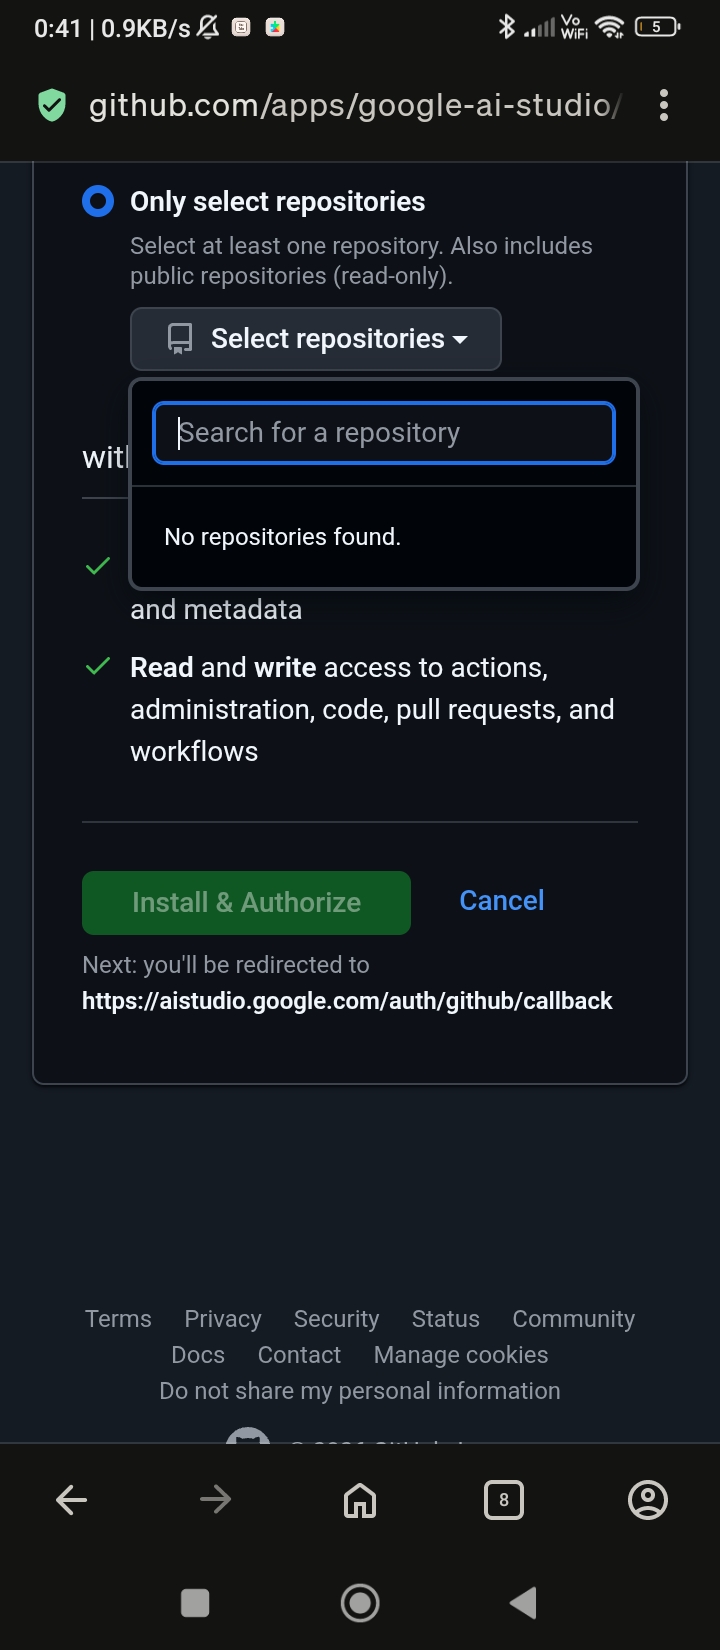 0:41 | 0.9KB/s
Vo WiFi
5
github.com/apps/google-ai-studio/
Only select repositories
Select at least one repository. Also includes
public repositories (read-only).
Select repositories
Search for a repository
No repositories found.
and metadata
Read and write access to actions,
administration, code, pull requests, and
workflows
Install & Authorize
Cancel
Next: you'll be redirected to
https://aistudio.google.com/auth/github/callback
Terms Privacy Security Status Community
Docs Contact Manage cookies
Do not share my personal information
8